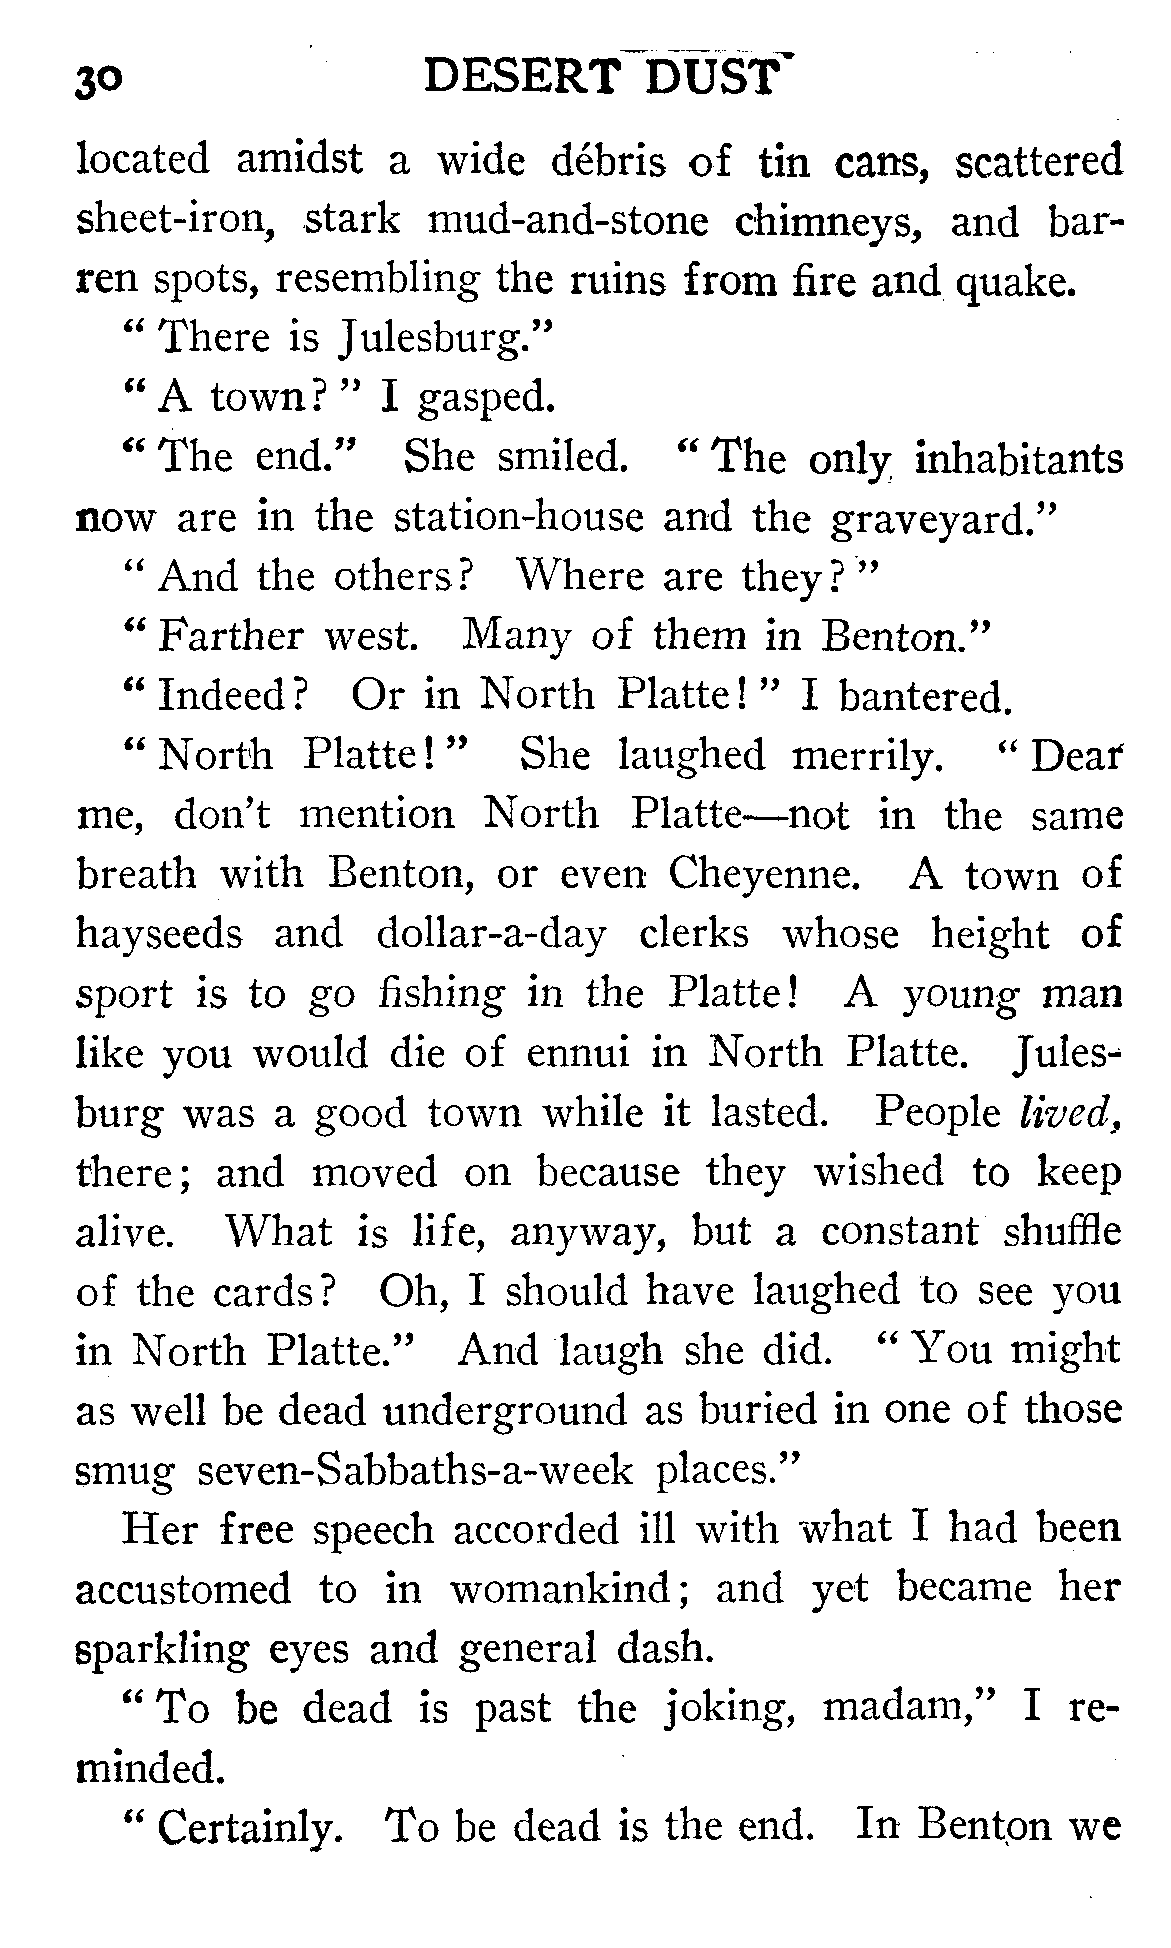 30 DESERT DUST
located amidst a wide débris of tin cans, scattered
sheet-iron, stark mud-and-stone chimneys, and bar-
ren spots, resembling the ruins from fire and quake.
" There is Julesburg."
" A town? " I gasped.
" The end." She smiled. " The only inhabitants
now are in the station-house and the graveyard."
" And the others? Where are they? "
" Farther west. Many of them in Benton."
" Indeed? Or in North Platte! " I bantered.
" North Platte! " She laughed merrily. " Dear
me, don't mention North Platte—not in the same
breath with Benton, or even Cheyenne. A town of
hayseeds and dollar-a-day clerks whose height of
sport is to go fishing in the Platte! A young man
like you would die of ennui in North Platte. Jules-
burg was a good town while it lasted. People lived,
there; and moved on because they wished to keep
alive. What is life, anyway, but a constant shuffle
of the cards? Oh, I should have laughed to see you
in North Platte." And laugh she did. " You might
as well be dead underground as buried in one of those
smug seven-Sabbaths-a-week places."
Her free speech accorded ill with what I had been
accustomed to in womankind; and yet became her
sparkling eyes and general dash.
" To be dead is past the joking, madam," I re-
minded.
" Certainly. To be dead is the end. In Benton we